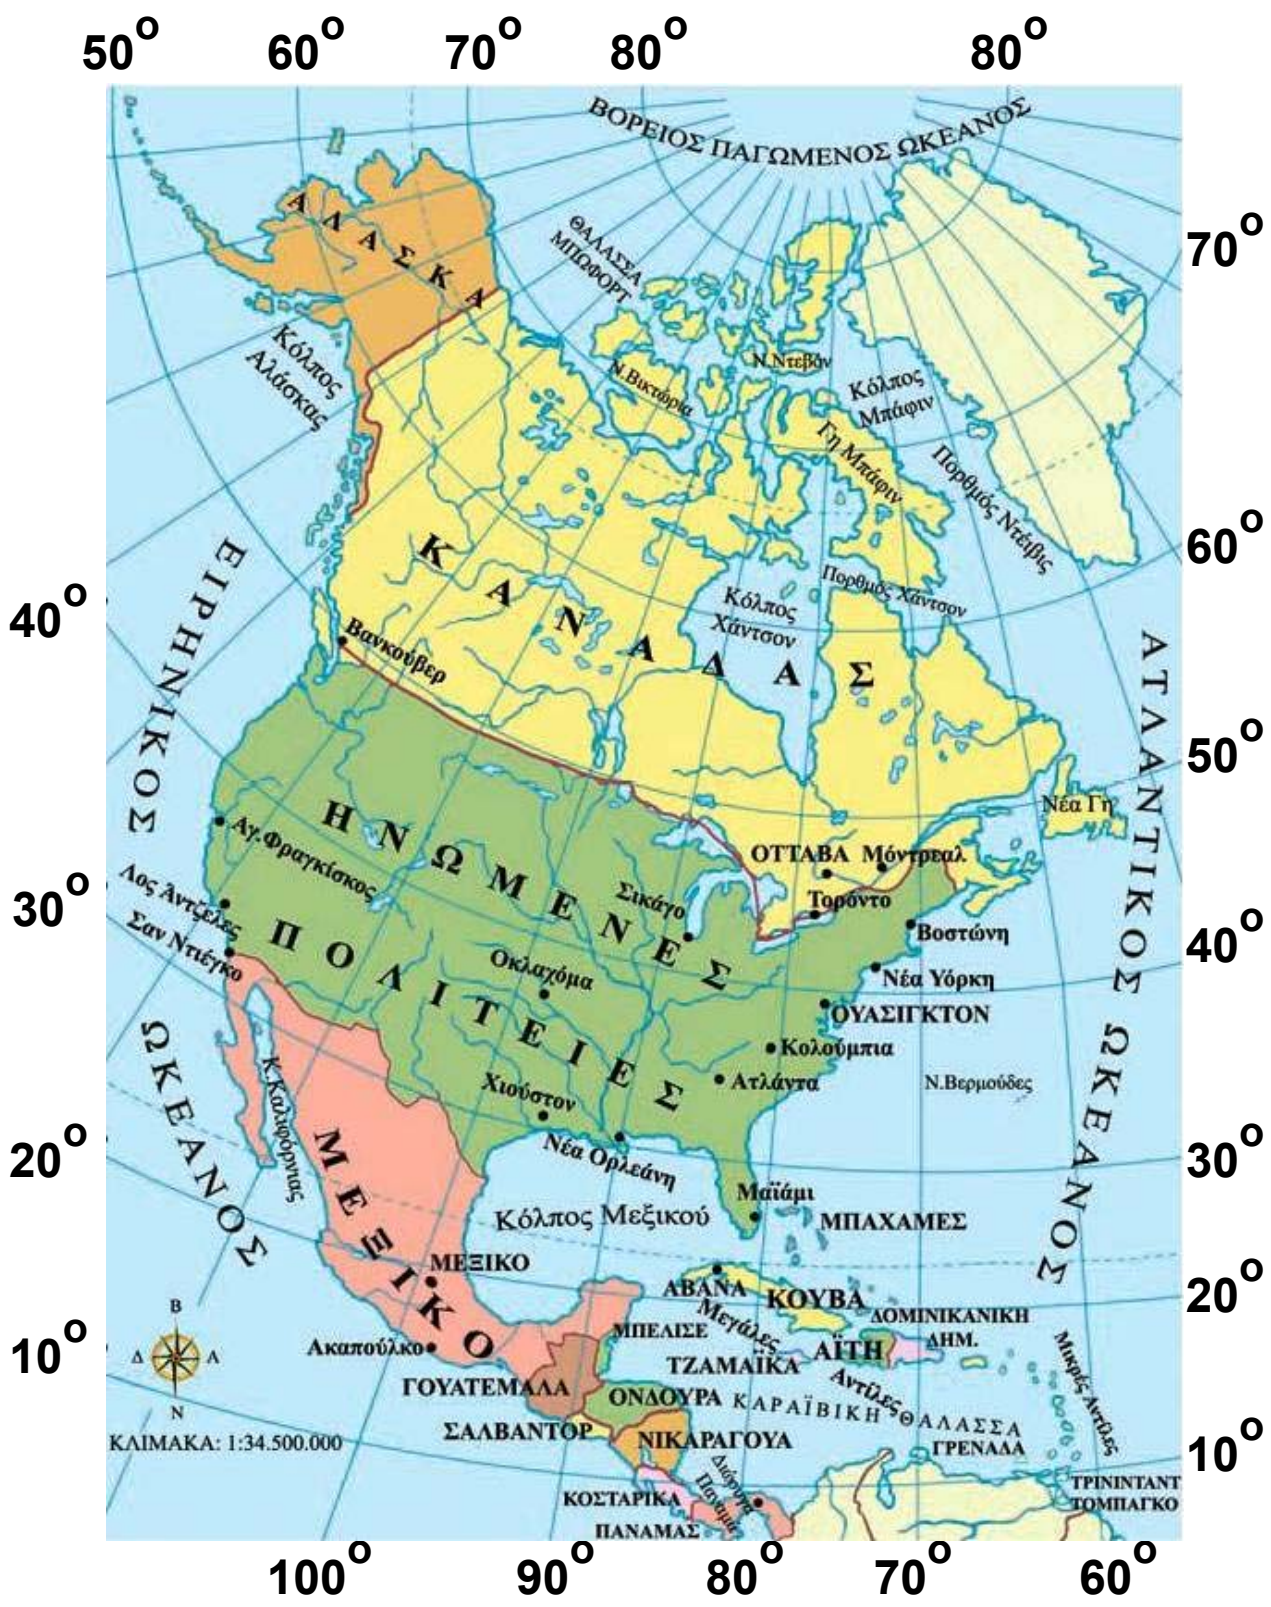 50° 60° 70° 80° 80°
ΒΟΡΕΙΟΣ ΠΑΓΩΜΕΝΟΣ ΩΚΕΑΝΟΣ
ΑΛΑΣΚΑ
ΘΑΛΑΣΣΑ
ΜΠΩΦΟΡΤ
70°
Κόλπος
Αλάσκας
Ν.Βικτώρια
Ν.Ντεβόν
Κόλπος
Μπάφιν
Γη Μπάφιν
Πορθμός Ντέιβις
60°
ΚΑΝΑΔΑΣ
Πορθμός Χάντσον
Κόλπος
Χάντσον
40°
Βανκούβερ
ΕΙΡΗΝΙΚΟΣ
ΩΚΕΑΝΟΣ
ΑΤΛΑΝΤΙΚΟΣ ΩΚΕΑΝΟΣ
50°
Νέα Γη
ΗΝΩΜΕΝΕΣ
ΠΟΛΙΤΕΙΕΣ
Αγ.Φραγκίσκος
ΟΤΤΑΒΑ
Μόντρεαλ
Τορόντο
Σικάγο
30°
Λος Άντζελες
Σαν Ντιέγκο
Βοστώνη
40°
Οκλαχόμα
Νέα Υόρκη
ΟΥΑΣΙΓΚΤΟΝ
Κολούμπια
Ατλάντα
Ν.Βερμούδες
Χιούστον
Νέα Ορλεάνη
Κ.Καλιφόρνιας
20°
30°
ΜΕΞΙΚΟ
Μαϊάμι
Κόλπος Μεξικού
ΜΠΑΧΑΜΕΣ
ΜΕΞΙΚΟ
ΑΒΑΝΑ
ΚΟΥΒΑ
20°
Μεγάλες
Αντίλες
ΔΟΜΙΝΙΚΑΝΙΚΗ
ΔΗΜ.
ΜΠΕΛΙΣΕ
10°
Β
Δ Α
Ν
Ακαπούλκο
ΤΖΑΜΑΪΚΑ
ΑΪΤΗ
Μικρές Αντίλες
ΓΟΥΑΤΕΜΑΛΑ
ΟΝΔΟΥΡΑ
ΚΑΡΑΪΒΙΚΗ ΘΑΛΑΣΣΑ
ΣΑΛΒΑΝΤΟΡ
ΝΙΚΑΡΑΓΟΥΑ
ΓΡΕΝΑΔΑ
10°
ΚΛΙΜΑΚΑ: 1:34.500.000
Διώρυγα
Παναμά
ΤΡΙΝΙΝΤΑΝΤ
ΤΟΜΠΑΓΚΟ
ΚΟΣΤΑΡΙΚΑ
ΠΑΝΑΜΑΣ
100° 90° 80° 70° 60°